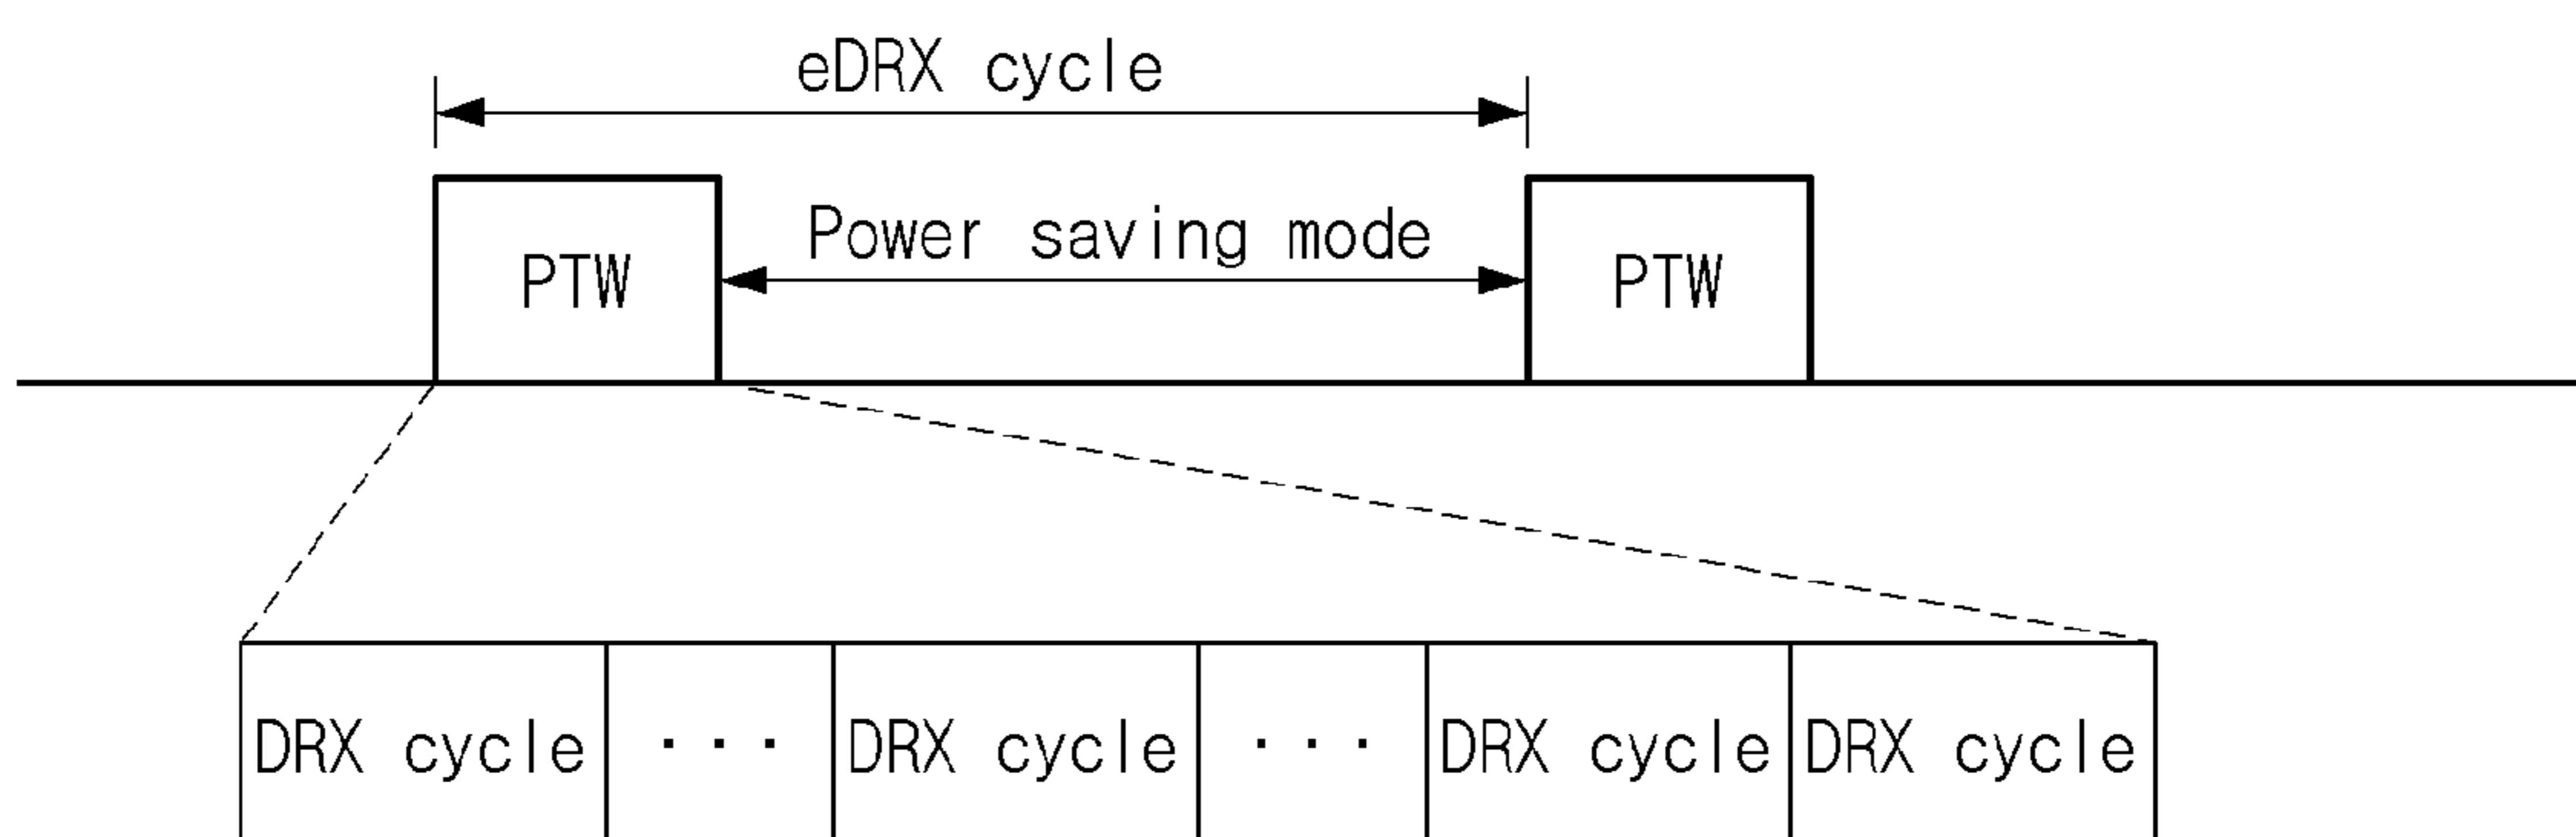 eDRX cycle
Power saving mode
PTW
PTW
DRX cycle
· · ·
DRX cycle
· · ·
DRX cycle
DRX cycle